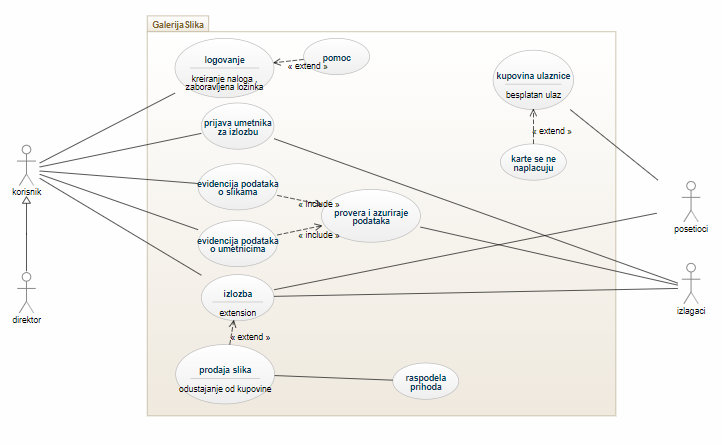 GalerijaSlika
logovanje
kreiranje naloga ,
zaboravljena lozinka
« extend »
pomoc
kupovina ulaznice
besplatan ulaz
« extend »
karte se ne
naplacuju
prijava umetnika
za izlozbu
korisnik
evidencija podataka
o slikama
« include »
provera i azuriraje
podataka
« include »
evidencija podataka
o umetnicima
posetioci
direktor
izlozba
extension
izlagaci
« extend »
prodaja slika
odustajanje od kupovine
raspodela
prihoda